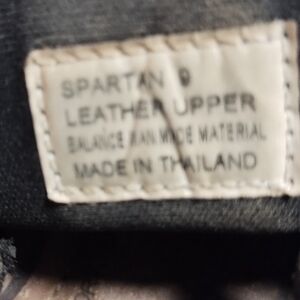 SPARTAN 9
LEATHER UPPER
BALANCE MAN MADE MATERIAL
MADE IN THAILAND